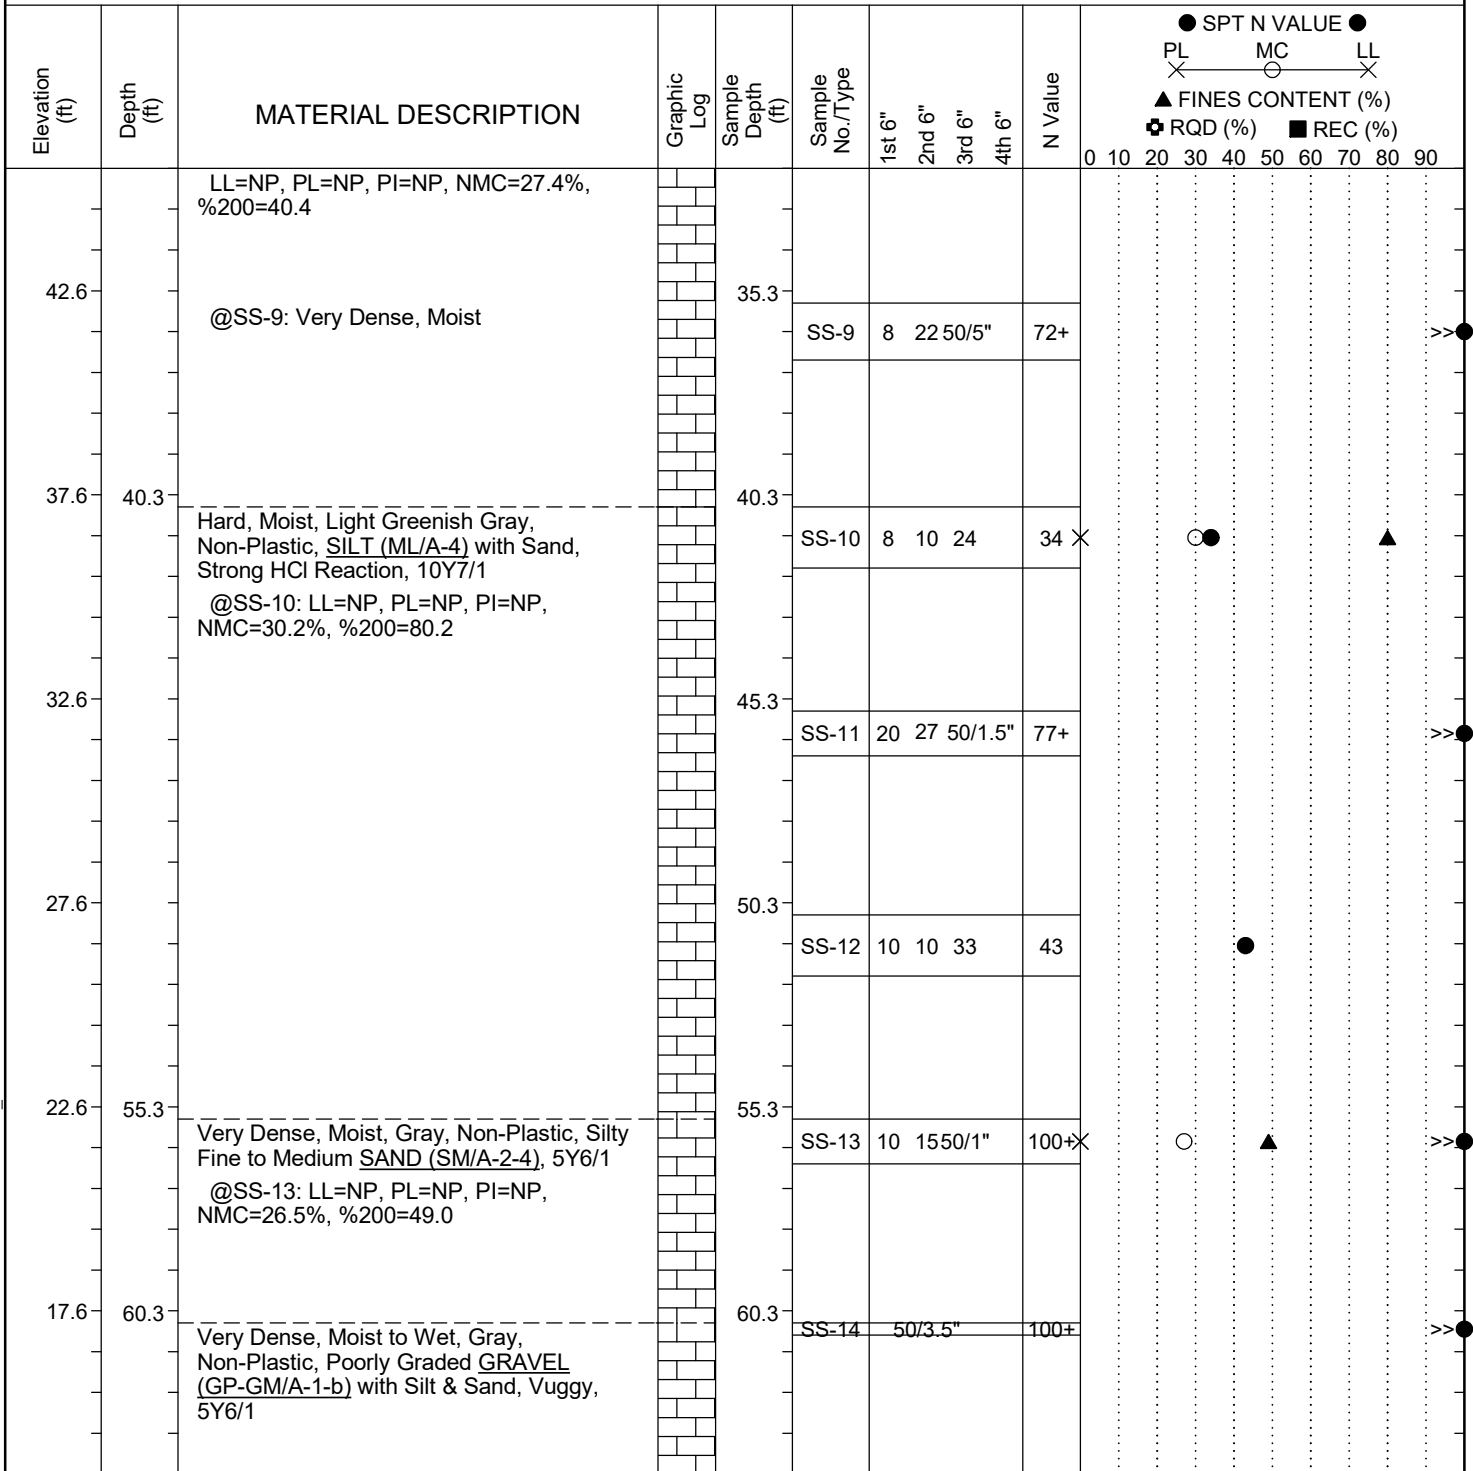 Elevation (ft)
Depth (ft)
MATERIAL DESCRIPTION
Graphic Log
Sample Depth (ft)
Sample No./Type
1st 6"
2nd 6"
3rd 6"
4th 6"
N Value
SPT N VALUE
PL MC LL
FINES CONTENT (%)
RQD (%) REC (%)
0 10 20 30 40 50 60 70 80 90
LL=NP, PL=NP, PI=NP, NMC=27.4%,
%200=40.4
42.6 35.3
@SS-9: Very Dense, Moist
SS-9 8 22 50/5" 72+ >>
37.6 40.3 40.3
Hard, Moist, Light Greenish Gray,
Non-Plastic, SILT (ML/A-4) with Sand,
Strong HCl Reaction, 10Y7/1
SS-10 8 10 24 34
@SS-10: LL=NP, PL=NP, PI=NP,
NMC=30.2%, %200=80.2
32.6 45.3
SS-11 20 27 50/1.5" 77+ >>
27.6 50.3
SS-12 10 10 33 43
22.6 55.3 55.3
Very Dense, Moist, Gray, Non-Plastic, Silty
Fine to Medium SAND (SM/A-2-4), 5Y6/1
SS-13 10 15 50/1" 100+ >>
@SS-13: LL=NP, PL=NP, PI=NP,
NMC=26.5%, %200=49.0
17.6 60.3 60.3
SS-14 50/3.5" 100+ >>
Very Dense, Moist to Wet, Gray,
Non-Plastic, Poorly Graded GRAVEL
(GP-GM/A-1-b) with Silt & Sand, Vuggy,
5Y6/1